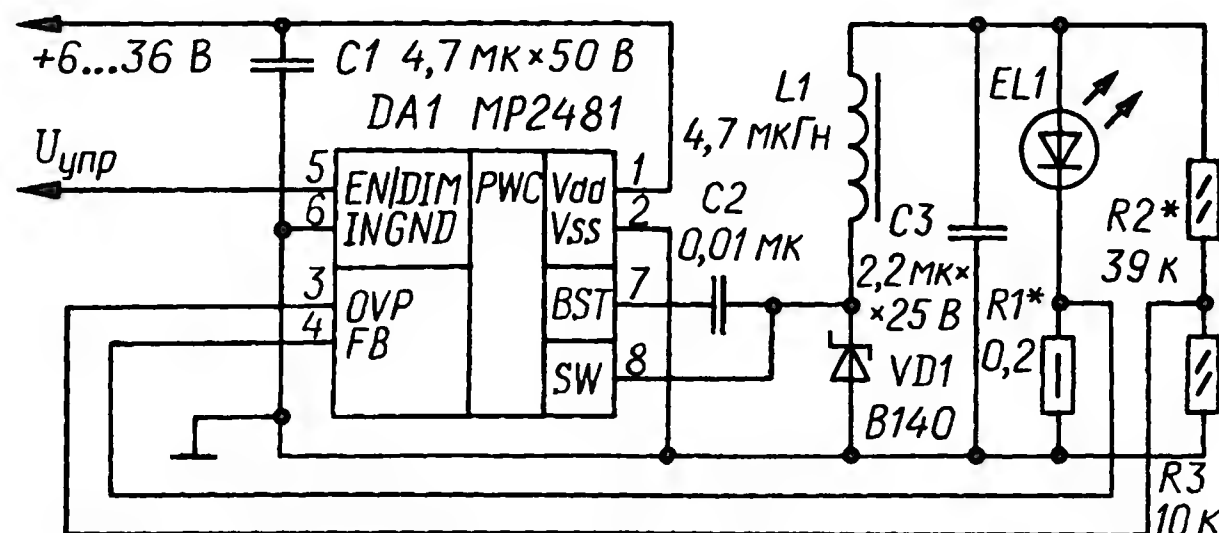 +6...36 В
C1 4,7 мк×50 В
DA1 MP2481
Uупр
5
EN/DIM
6
INGND
3
OVP
4
FB
PWC
Vdd
1
Vss
2
BST
7
SW
8
C2
0,01 мк
L1
4,7 мкГн
C3
2,2 мк×
×25 В
VD1
B140
EL1
R1*
0,2
R2*
39 к
R3
10 к